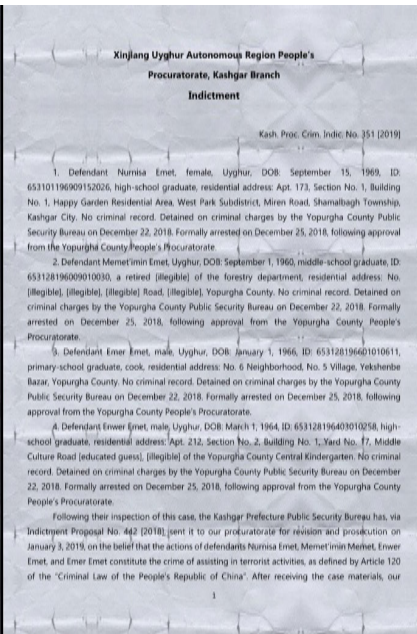 Xinjiang Uyghur Autonomous Region People's
Procuratorate, Kashgar Branch
Indictment
Kash. Proc. Crim. Indic. No. 351 [2019]
1. Defendant Nurnisa Emet, female, Uyghur, DOB: September 15, 1969, ID:
653101196909152026, high-school graduate, residential address: Apt. 173, Section No. 1, Building
No. 1, Happy Garden Residential Area, West Park Subdistrict, Miren Road, Shamalbagh Township,
Kashgar City. No criminal record. Detained on criminal charges by the Yopurgha County Public
Security Bureau on December 22, 2018. Formally arrested on December 25, 2018, following approval
from the Yopurgha County People's Procuratorate.
2. Defendant Memet'imin Emet, Uyghur, DOB: September 1, 1960, middle-school graduate, ID:
653128196009010030, a retired [illegible] of the forestry department, residential address: No.
[illegible], [illegible], [illegible] Road, [illegible], Yopurgha County. No criminal record. Detained on
criminal charges by the Yopurgha County Public Security Bureau on December 22, 2018. Formally
arrested on December 25, 2018, following approval from the Yopurgha County People's
Procuratorate.
3. Defendant Emer Emet, male, Uyghur, DOB: January 1, 1966, ID: 653128196601010611,
primary-school graduate, cook, residential address: No. 6 Neighborhood, No. 5 Village, Yekshenbe
Bazar, Yopurgha County. No criminal record. Detained on criminal charges by the Yopurgha County
Public Security Bureau on December 22, 2018. Formally arrested on December 25, 2018, following
approval from the Yopurgha County People's Procuratorate.
4. Defendant Enwer Emet, male, Uyghur, DOB: March 1, 1964, ID: 653128196403010258, high-
school graduate, residential address: Apt. 212, Section No. 2, Building No. 1, Yard No. 17, Middle
Culture Road [educated guess], [illegible] of the Yopurgha County Central Kindergarten. No criminal
record. Detained on criminal charges by the Yopurgha County Public Security Bureau on December
22, 2018. Formally arrested on December 25, 2018, following approval from the Yopurgha County
People's Procuratorate.
Following their inspection of this case, the Kashgar Prefecture Public Security Bureau has, via
Indictment Proposal No. 442 [2018] sent it to our procuratorate for revision and prosecution on
January 3, 2019, on the belief that the actions of defendants Nurnisa Emet, Memet'imin Memet, Enwer
Emet, and Emer Emet constitute the crime of assisting in terrorist activities, as defined by Article 120
of the "Criminal Law of the People's Republic of China". After receiving the case materials, our
1